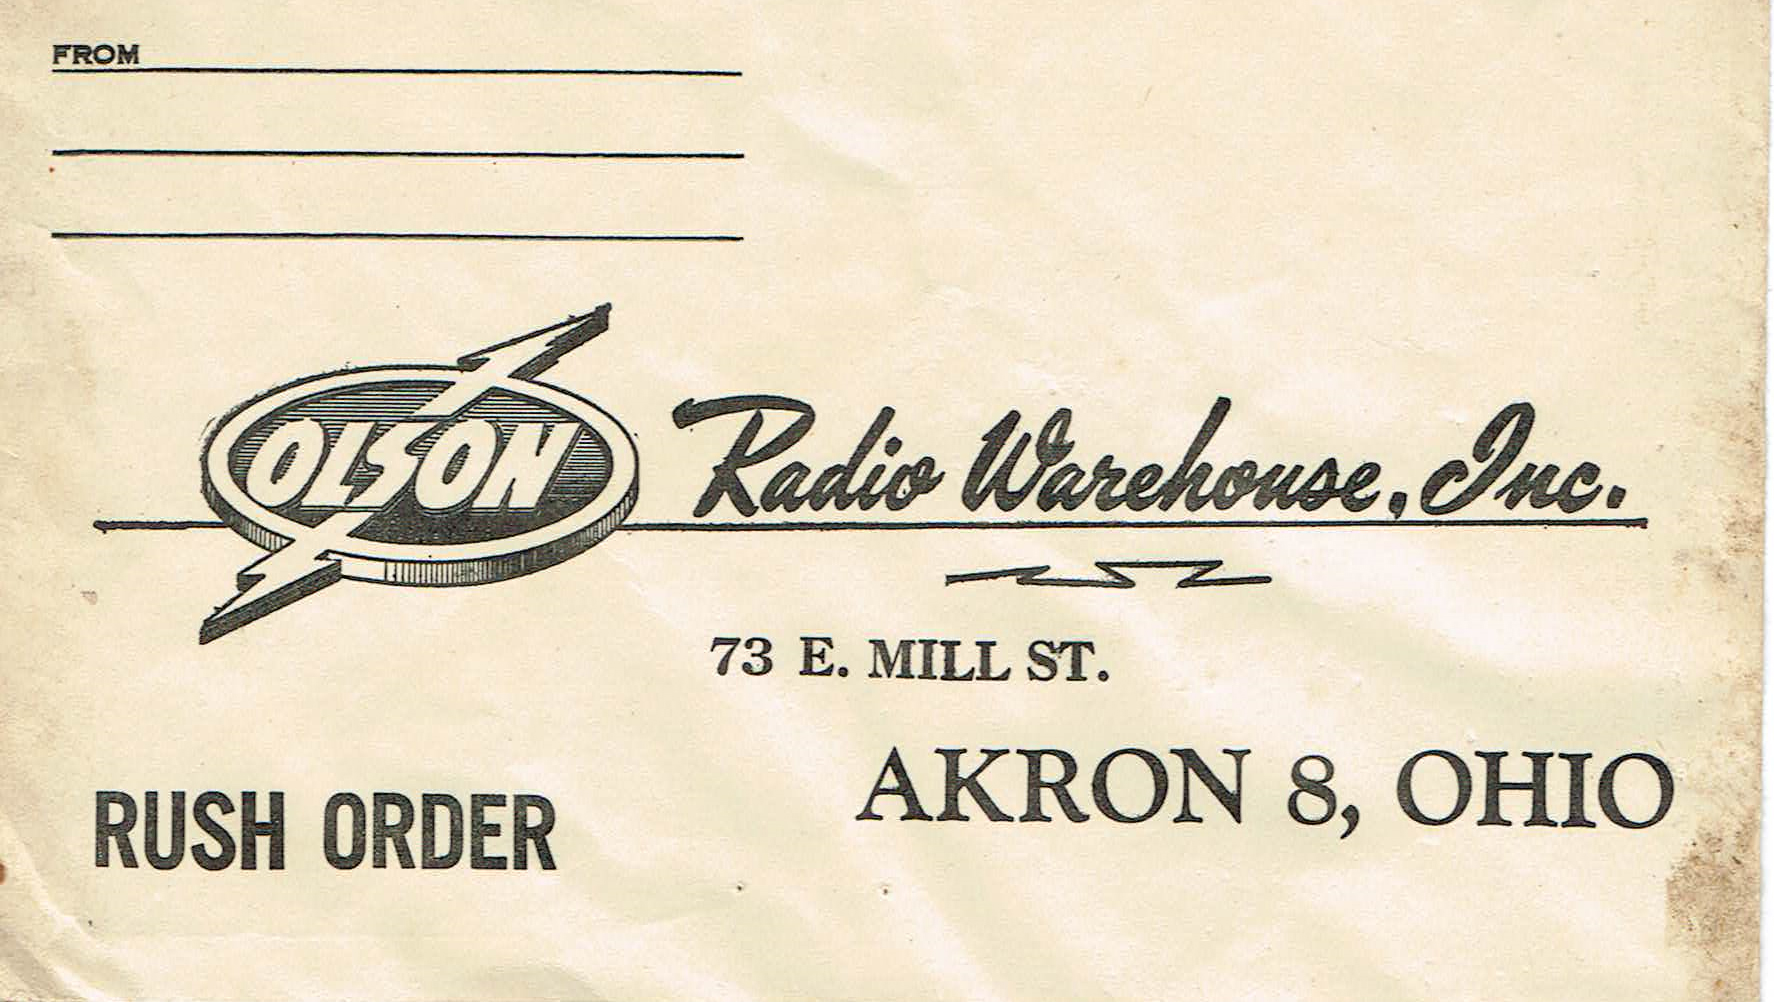 FROM
OLSON Radio Warehouse, Inc.
73 E. MILL ST.
AKRON 8, OHIO
RUSH ORDER